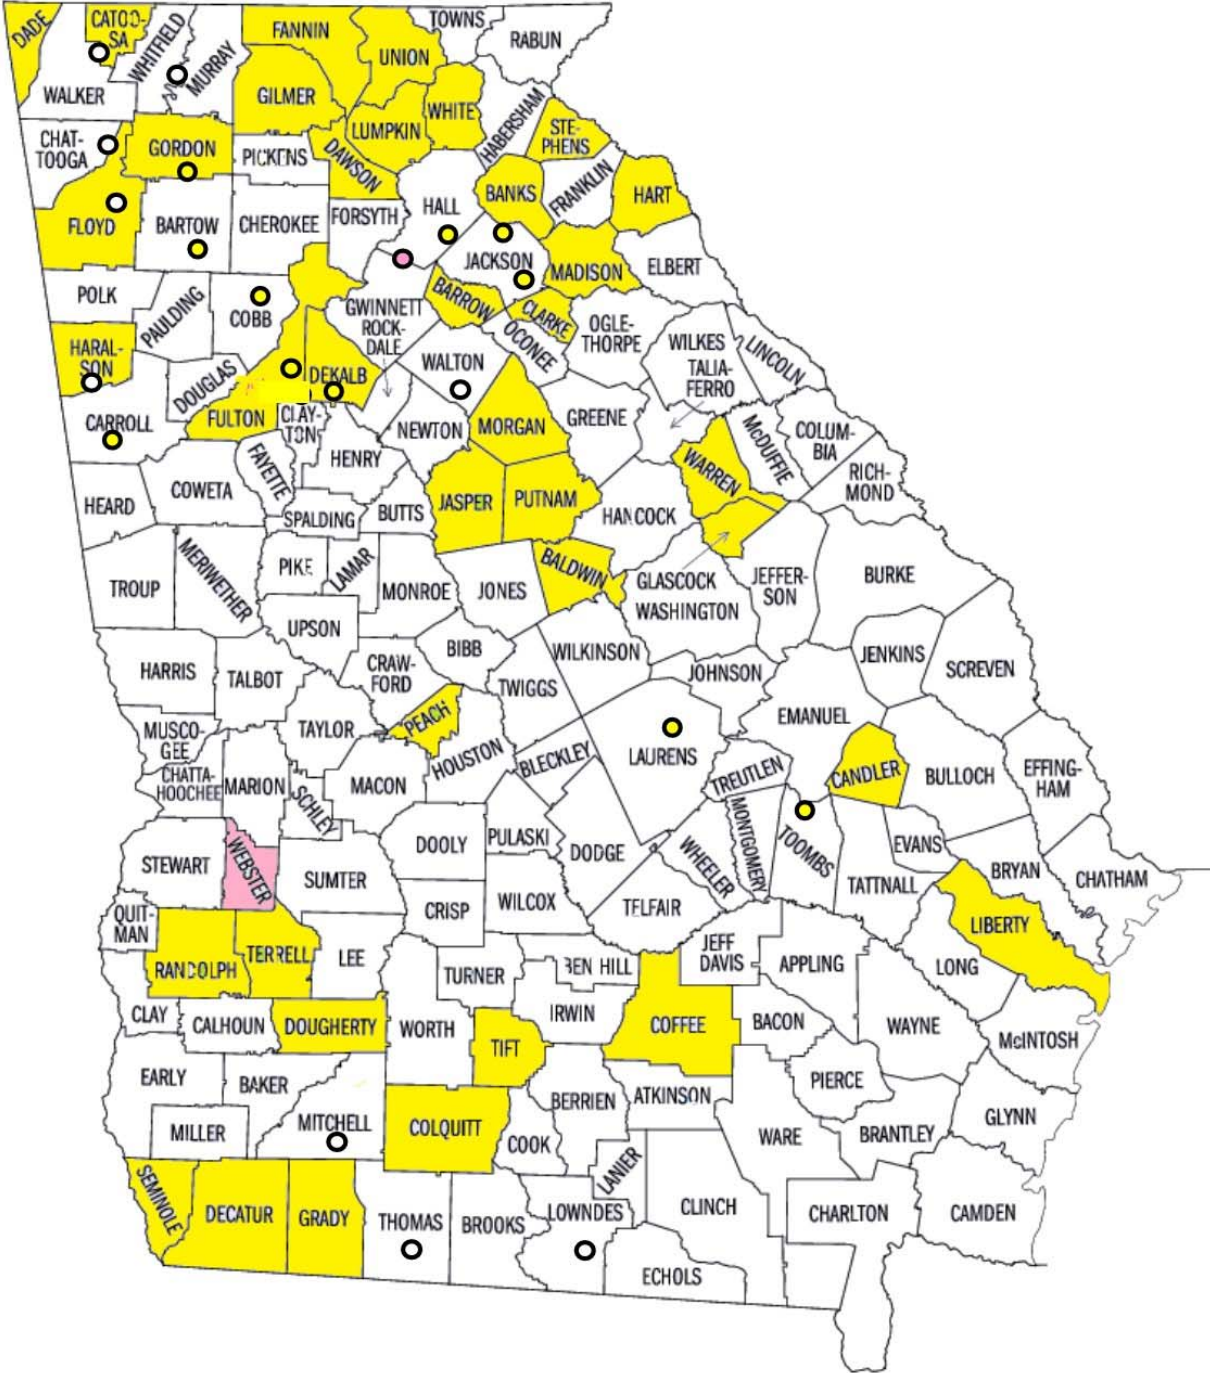 DADE
CATOO-
SA
WHITFIELD
MURRAY
FANNIN
UNION
TOWNS
RABUN
WALKER
GILMER
LUMPKIN
WHITE
HABERSHAM
STE-
PHENS
CHAT-
TOOGA
GORDON
PICKENS
DAWSON
BANKS
FRANKLIN
HART
FLOYD
BARTOW
CHEROKEE
FORSYTH
HALL
JACKSON
MADISON
ELBERT
POLK
PAULDING
COBB
GWINNETT
BARROW
CLARKE
OCONEE
OGLE-
THORPE
WILKES
LINCOLN
HARAL-
SON
DOUGLAS
DEKALB
ROCK-
DALE
WALTON
TALIA-
FERRO
CARROLL
FULTON
CLAY-
TON
HENRY
NEWTON
MORGAN
GREENE
WARREN
McDUFFIE
COLUM-
BIA
RICH-
MOND
HEARD
COWETA
FAYETTE
SPALDING
BUTTS
JASPER
PUTNAM
HANCOCK
TROUP
MERIWETHER
PIKE
LAMAR
MONROE
JONES
BALDWIN
GLASCOCK
WASHINGTON
JEFFER-
SON
BURKE
UPSON
HARRIS
TALBOT
CRAW-
FORD
BIBB
TWIGGS
WILKINSON
JOHNSON
JENKINS
SCREVEN
MUSCO-
GEE
TAYLOR
PEACH
HOUSTON
BLECKLEY
LAURENS
EMANUEL
TREUTLEN
CANDLER
BULLOCH
EFFING-
HAM
CHATTA-
HOOCHEE
MARION
SCHLEY
MACON
DOOLY
PULASKI
DODGE
WHEELER
MONTGOMERY
TOOMBS
EVANS
TATTNALL
BRYAN
CHATHAM
STEWART
WEBSTER
SUMTER
CRISP
WILCOX
TELFAIR
QUIT-
MAN
RANDOLPH
TERRELL
LEE
TURNER
BEN HILL
JEFF
DAVIS
APPLING
LONG
LIBERTY
CLAY
CALHOUN
DOUGHERTY
WORTH
TIFT
IRWIN
COFFEE
BACON
WAYNE
McINTOSH
EARLY
BAKER
MILLER
MITCHELL
COLQUITT
COOK
BERRIEN
ATKINSON
PIERCE
WARE
BRANTLEY
GLYNN
SEMINOLE
DECATUR
GRADY
THOMAS
BROOKS
LOWNDES
LANIER
CLINCH
ECHOLS
CHARLTON
CAMDEN